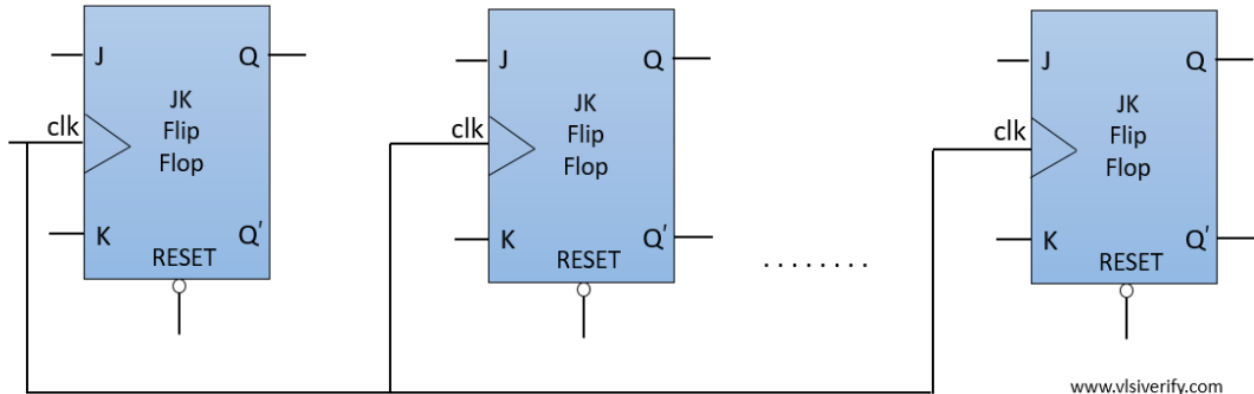 J Q
clk
JK
Flip
Flop
K Q'
RESET
J Q
clk
JK
Flip
Flop
K Q'
RESET
........
J Q
clk
JK
Flip
Flop
K Q'
RESET
www.vlsiverify.com